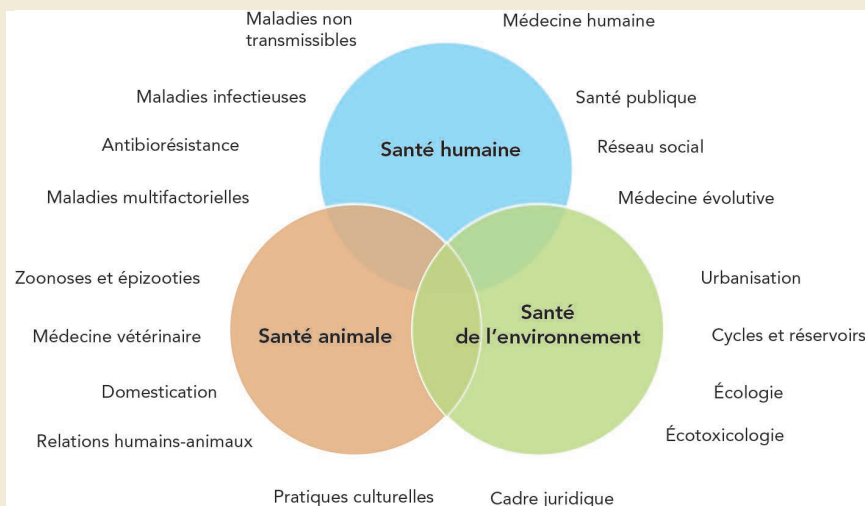 Maladies non
transmissibles
Médecine humaine
Maladies infectieuses
Santé publique
Antibiorésistance
Santé humaine
Réseau social
Maladies multifactorielles
Médecine évolutive
Zoonoses et épizooties
Urbanisation
Santé
de l'environnement
Médecine vétérinaire
Santé animale
Cycles et réservoirs
Domestication
Écologie
Relations humains-animaux
Écotoxicologie
Pratiques culturelles
Cadre juridique